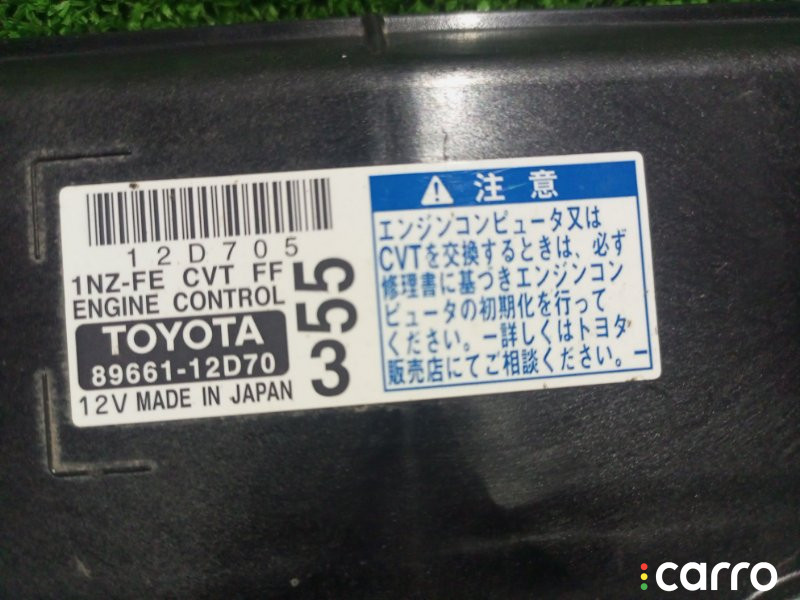 12D705
1NZ-FE CVT FF
ENGINE CONTROL
TOYOTA
89661-12D70
12V MADE IN JAPAN
355
注意
エンジンコンピュータ又は
CVTを交換するときは、必ず
修理書に基づきエンジンコン
ピュータの初期化を行って
ください。ー詳しくはトヨタ
販売店にてご相談ください。ー
carro